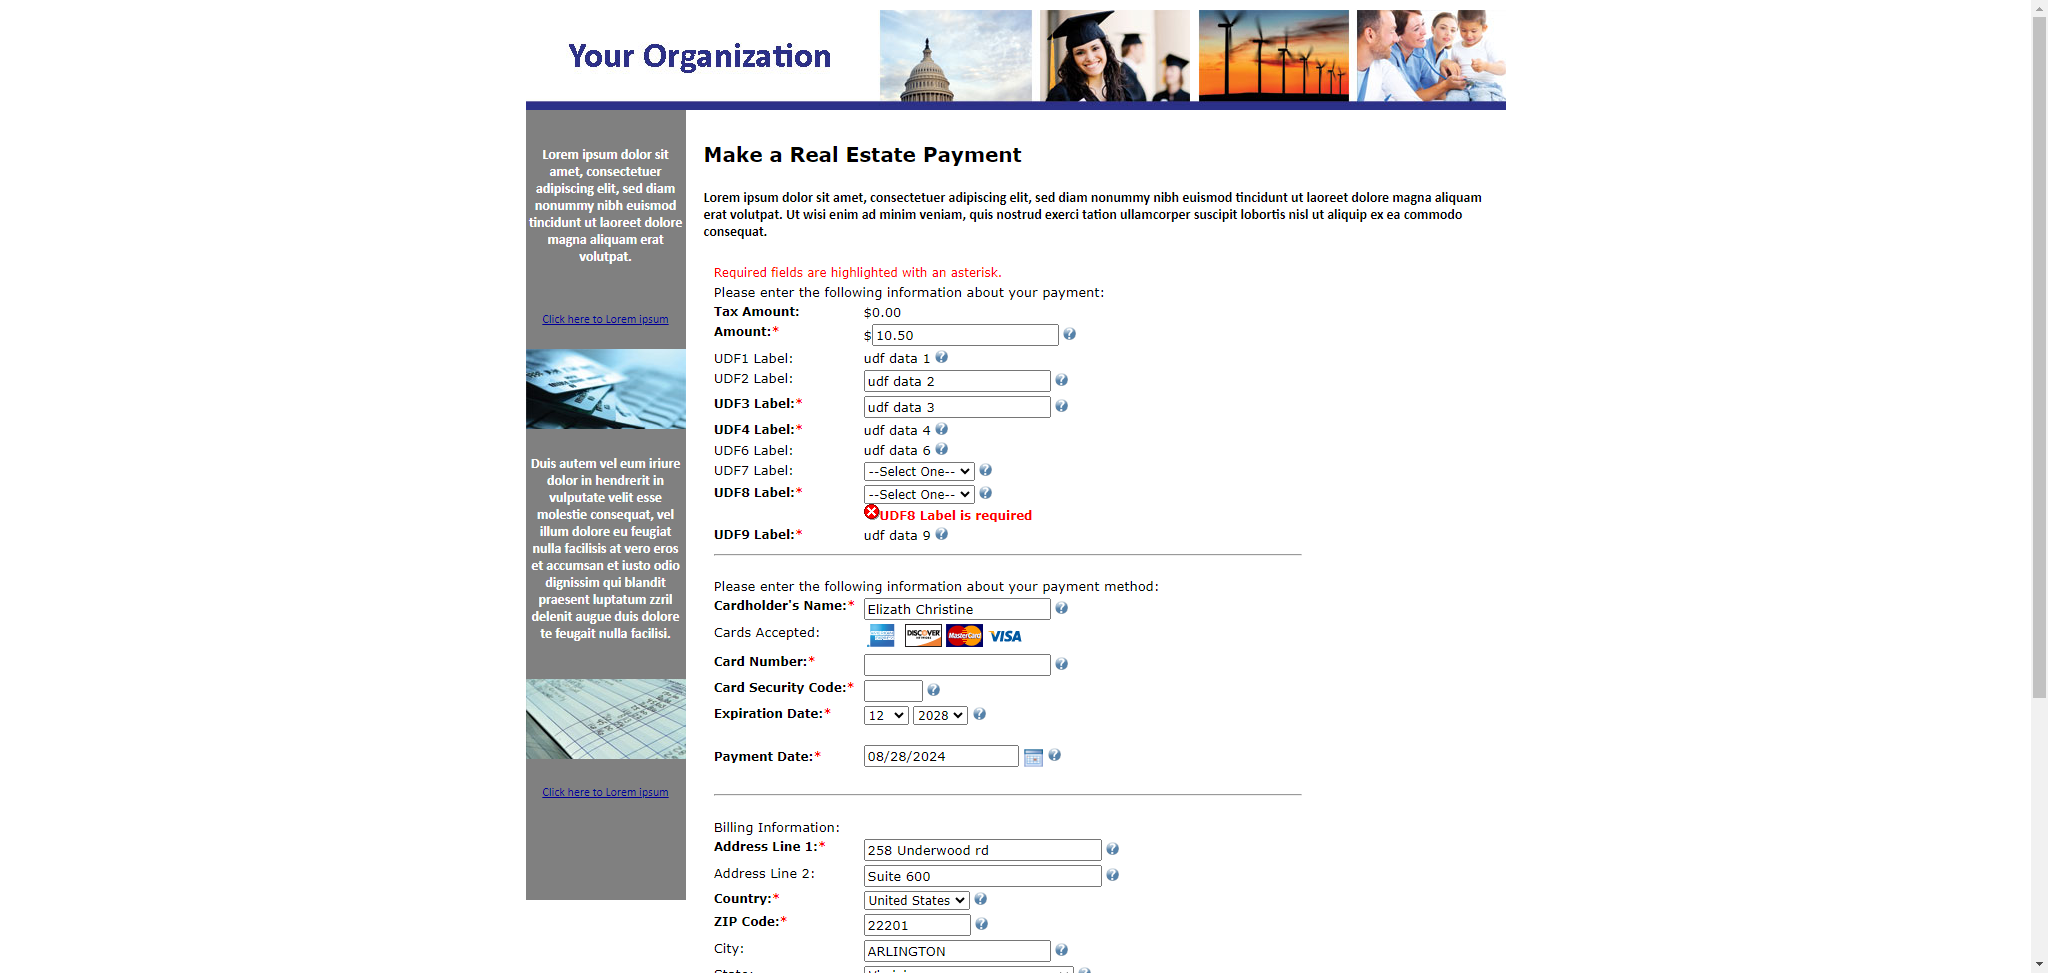 Your Organization
Lorem ipsum dolor sit
amet, consectetuer
adipiscing elit, sed diam
nonummy nibh euismod
tincidunt ut laoreet dolore
magna aliquam erat
volutpat.
Click here to Lorem ipsum
Duis autem vel eum iriure
dolor in hendrerit in
vulputate velit esse
molestie consequat, vel
illum dolore eu feugiat
nulla facilisis at vero eros
et accumsan et iusto odio
dignissim qui blandit
praesent luptatum zzril
delenit augue duis dolore
te feugait nulla facilisi.
Click here to Lorem ipsum
Make a Real Estate Payment
Lorem ipsum dolor sit amet, consectetuer adipiscing elit, sed diam nonummy nibh euismod tincidunt ut laoreet dolore magna aliquam
erat volutpat. Ut wisi enim ad minim veniam, quis nostrud exerci tation ullamcorper suscipit lobortis nisl ut aliquip ex ea commodo
consequat.
Required fields are highlighted with an asterisk.
Please enter the following information about your payment:
Tax Amount: $0.00
Amount:* $ 10.50
UDF1 Label: udf data 1
UDF2 Label: udf data 2
UDF3 Label:* udf data 3
UDF4 Label:* udf data 4
UDF6 Label: udf data 6
UDF7 Label: --Select One--
UDF8 Label:* --Select One--
UDF8 Label is required
UDF9 Label:* udf data 9
Please enter the following information about your payment method:
Cardholder's Name:* Elizath Christine
Cards Accepted: DISCOVER MasterCard VISA
Card Number:*
Card Security Code:*
Expiration Date:* 12 2028
Payment Date:* 08/28/2024
Billing Information:
Address Line 1:* 258 Underwood rd
Address Line 2: Suite 600
Country:* United States
ZIP Code:* 22201
City: ARLINGTON